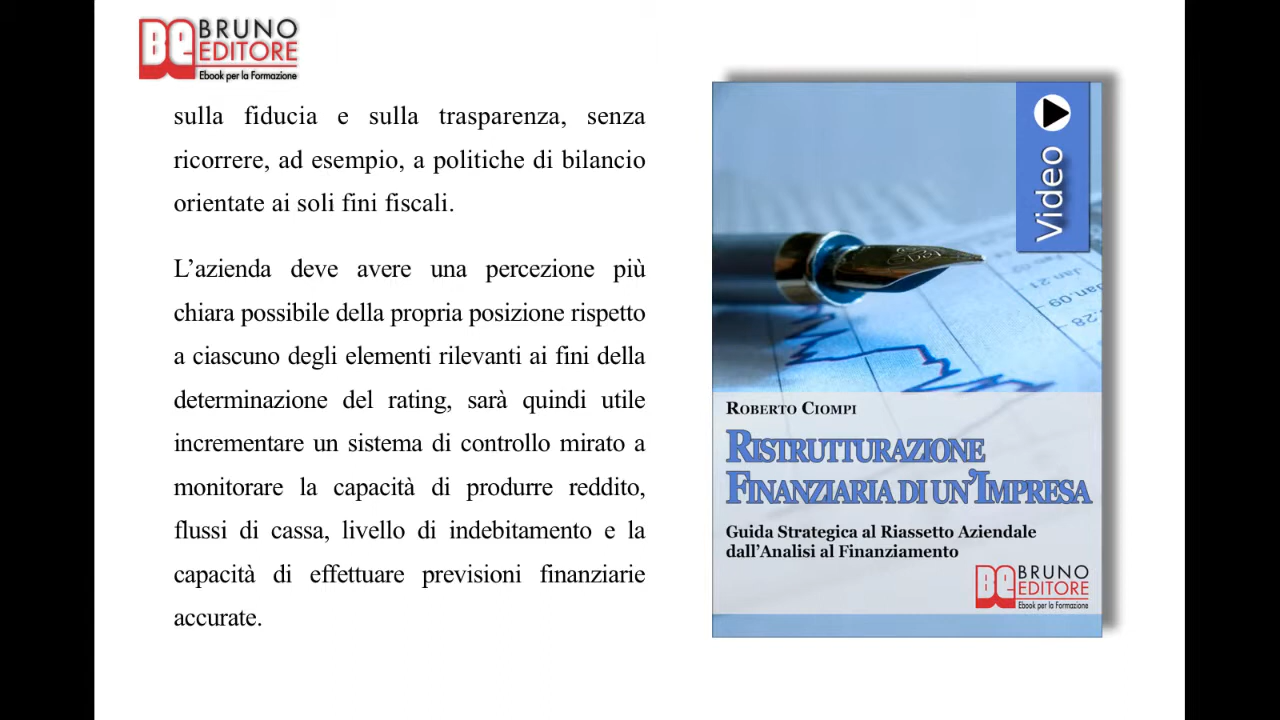 BRUNO
EDITORE
Ebook per la Formazione
sulla fiducia e sulla trasparenza, senza
ricorrere, ad esempio, a politiche di bilancio
orientate ai soli fini fiscali.
L’azienda deve avere una percezione più
chiara possibile della propria posizione rispetto
a ciascuno degli elementi rilevanti ai fini della
determinazione del rating, sarà quindi utile
incrementare un sistema di controllo mirato a
monitorare la capacità di produrre reddito,
flussi di cassa, livello di indebitamento e la
capacità di effettuare previsioni finanziarie
accurate.
Video
Jan 21
Jan.09
ROBERTO CIOMPI
RISTRUTTURAZIONE
FINANZIARIA DI UN’IMPRESA
Guida Strategica al Riassetto Aziendale
dall’Analisi al Finanziamento
BRUNO
EDITORE
Ebook per la Formazione